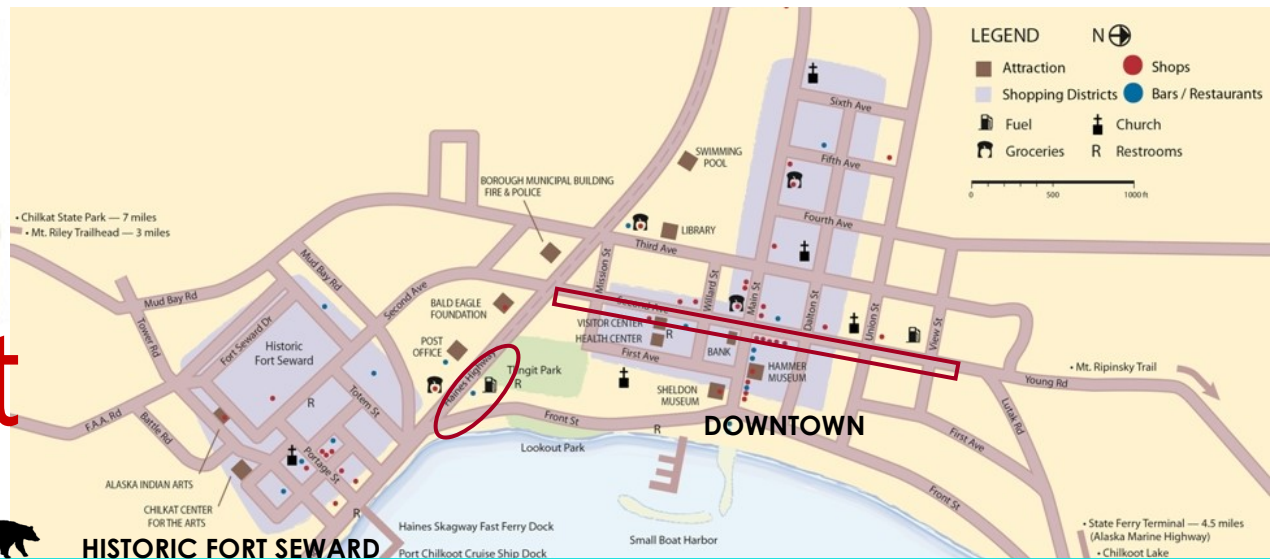 LEGEND
N
Attraction
Shops
Shopping Districts
Bars / Restaurants
Fuel
Church
Groceries
R Restrooms
0 500 1000 ft
Sixth Ave
Fifth Ave
Fourth Ave
SWIMMING
POOL
BOROUGH MUNICIPAL BUILDING
FIRE & POLICE
LIBRARY
Third Ave
• Chilkat State Park — 7 miles
• Mt. Riley Trailhead — 3 miles
Mud Bay Rd
Mud Bay Rd
Second Ave
Mission St
Willard St
Main St
Dalton St
Union St
View St
Second Ave
BALD EAGLE
FOUNDATION
VISITOR CENTER
HEALTH CENTER
R
BANK
First Ave
Tower Rd
Fort Seward Dr
Historic
Fort Seward
POST
OFFICE
Haines Highway
Tlingit Park
R
HAMMER
MUSEUM
SHELDON
MUSEUM
• Mt. Ripinsky Trail
Young Rd
Lutak Rd
t
F.A.A. Rd
Battle Rd
Totem St
R
Front St
R
DOWNTOWN
First Ave
Lookout Park
Portage St
ALASKA INDIAN ARTS
CHILKAT CENTER
FOR THE ARTS
R
Front St
Haines Skagway Fast Ferry Dock
Small Boat Harbor
• State Ferry Terminal — 4.5 miles
(Alaska Marine Highway)
• Chilkoot Lake
HISTORIC FORT SEWARD
Port Chilkoot Cruise Ship Dock